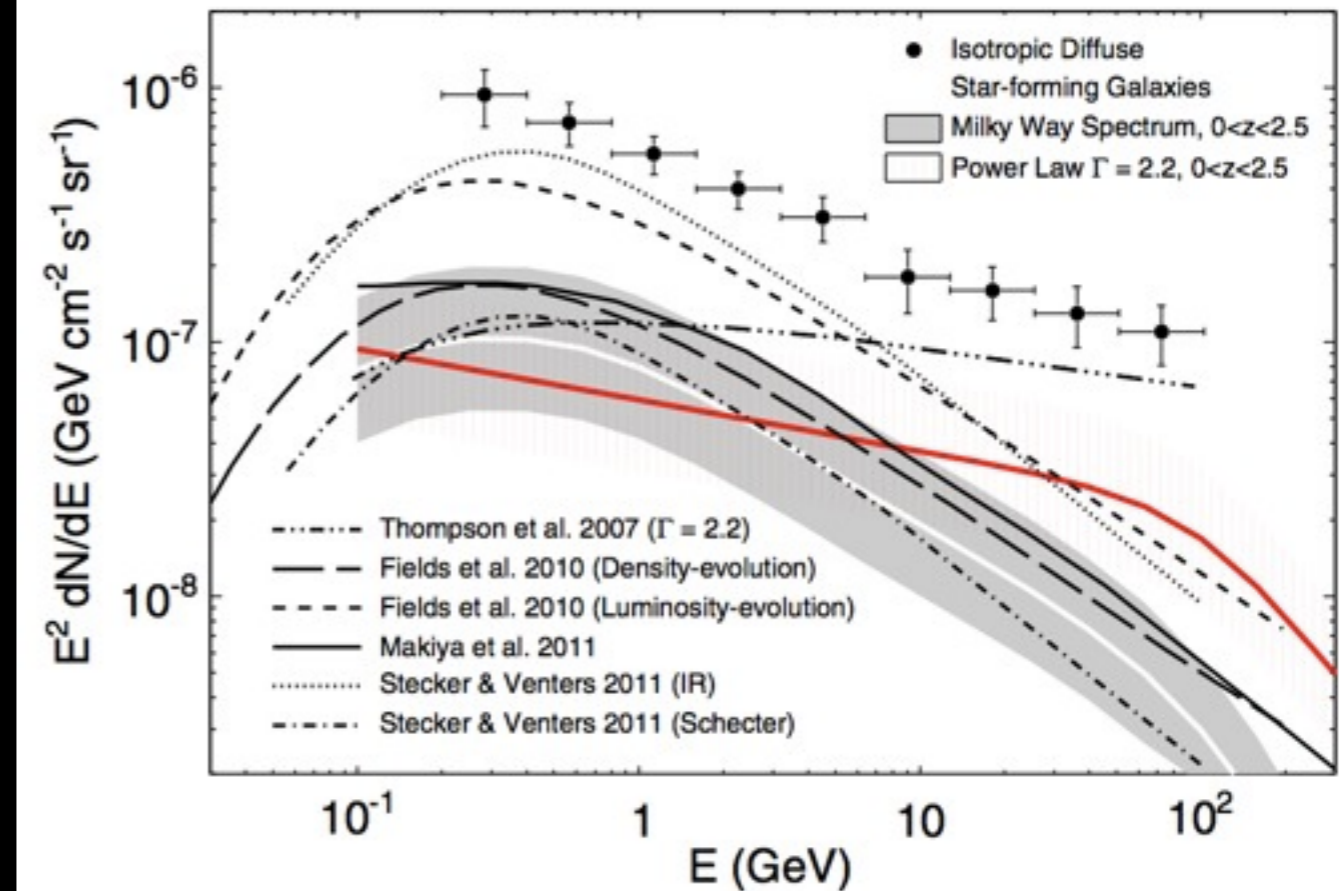 Isotropic Diffuse
Star-forming Galaxies
Milky Way Spectrum, 0<z<2.5
Power Law Γ = 2.2, 0<z<2.5
E² dN/dE (GeV cm⁻² s⁻¹ sr⁻¹)
10⁻⁶
10⁻⁷
10⁻⁸
Thompson et al. 2007 (Γ = 2.2)
Fields et al. 2010 (Density-evolution)
Fields et al. 2010 (Luminosity-evolution)
Makiya et al. 2011
Stecker & Venters 2011 (IR)
Stecker & Venters 2011 (Schecter)
10⁻¹ 1 10 10²
E (GeV)